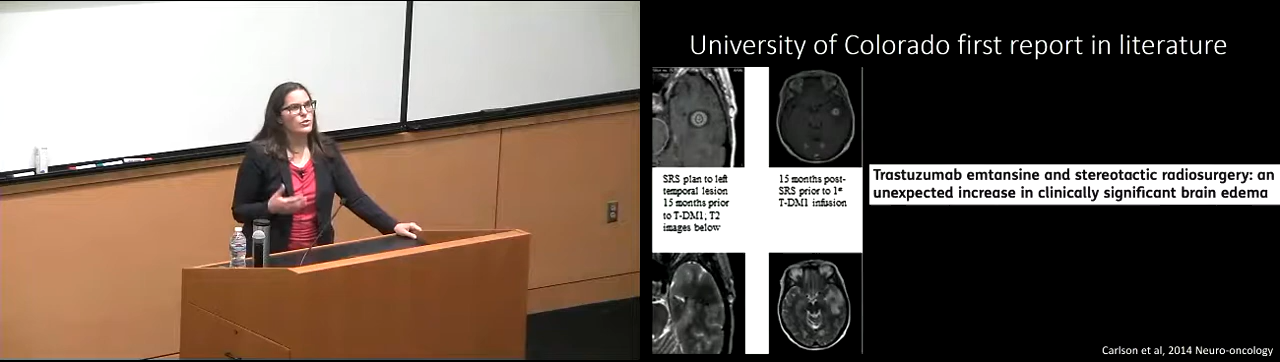 University of Colorado first report in literature
SRS plan to left
temporal lesion
15 months prior
to T-DM1; T2
images below
15 months post-
SRS prior to 1st
T-DM1 infusion
Trastuzumab emtansine and stereotactic radiosurgery: an
unexpected increase in clinically significant brain edema
Carlson et al, 2014 Neuro-oncology